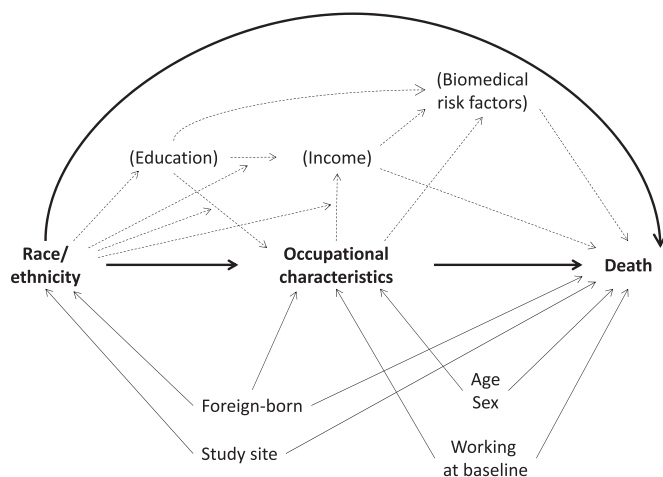 (Biomedical
risk factors)
(Education)
(Income)
Race/
ethnicity
Occupational
characteristics
Death
Foreign-born
Age
Sex
Study site
Working
at baseline